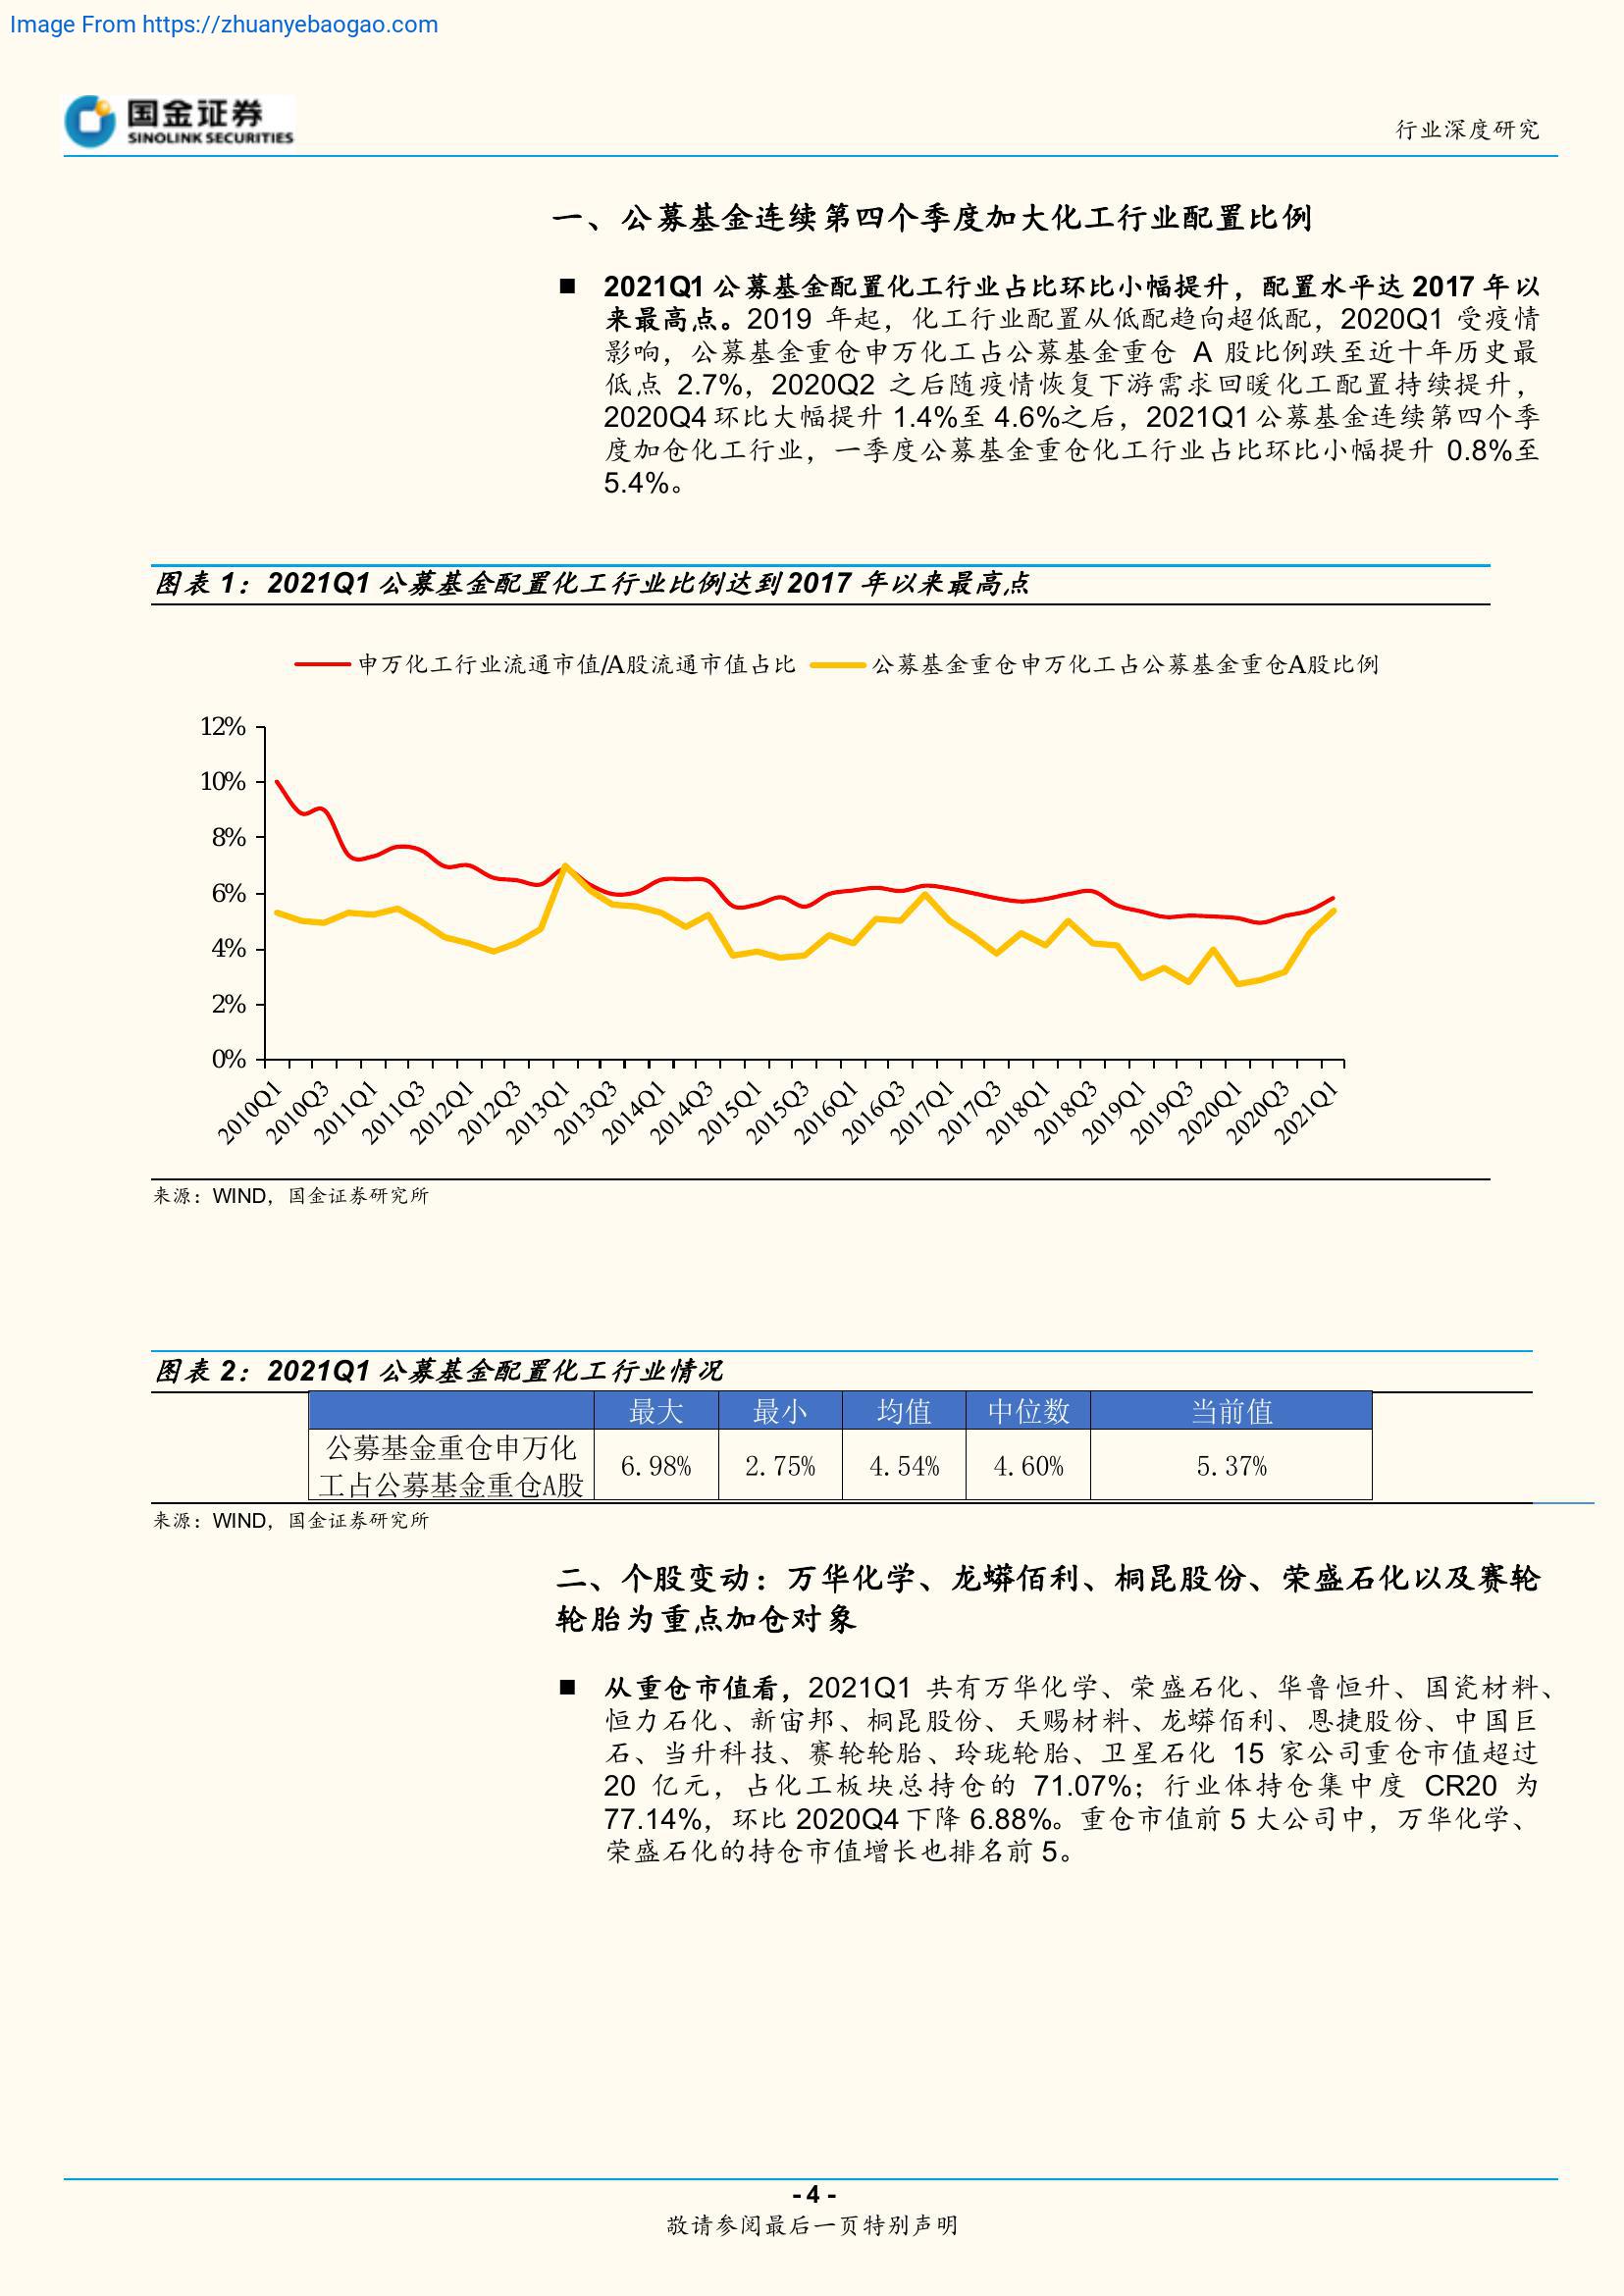 Image From https://zhuanyebaogao.com
国金证券
SINOLINK SECURITIES
行业深度研究
一、公募基金连续第四个季度加大化工行业配置比例
■ 2021Q1 公募基金配置化工行业占比环比小幅提升，配置水平达 2017 年以
来最高点。2019 年起，化工行业配置从低配趋向超低配，2020Q1 受疫情
影响，公募基金重仓申万化工占公募基金重仓 A 股比例跌至近十年历史最
低点 2.7%，2020Q2 之后随疫情恢复下游需求回暖化工配置持续提升，
2020Q4 环比大幅提升 1.4%至 4.6%之后，2021Q1 公募基金连续第四个季
度加仓化工行业，一季度公募基金重仓化工行业占比环比小幅提升 0.8%至
5.4%。
图表 1：2021Q1 公募基金配置化工行业比例达到 2017 年以来最高点
申万化工行业流通市值/A股流通市值占比 公募基金重仓申万化工占公募基金重仓A股比例
12%
10%
8%
6%
4%
2%
0%
2010Q1 2010Q3 2011Q1 2011Q3 2012Q1 2012Q3 2013Q1 2013Q3 2014Q1 2014Q3 2015Q1 2015Q3 2016Q1 2016Q3 2017Q1 2017Q3 2018Q1 2018Q3 2019Q1 2019Q3 2020Q1 2020Q3 2021Q1
来源：WIND，国金证券研究所
图表 2：2021Q1 公募基金配置化工行业情况
最大 最小 均值 中位数 当前值
公募基金重仓申万化
工占公募基金重仓A股 6.98% 2.75% 4.54% 4.60% 5.37%
来源：WIND，国金证券研究所
二、个股变动：万华化学、龙蟒佰利、桐昆股份、荣盛石化以及赛轮
轮胎为重点加仓对象
■ 从重仓市值看，2021Q1 共有万华化学、荣盛石化、华鲁恒升、国瓷材料、
恒力石化、新宙邦、桐昆股份、天赐材料、龙蟒佰利、恩捷股份、中国巨
石、当升科技、赛轮轮胎、玲珑轮胎、卫星石化 15 家公司重仓市值超过
20 亿元，占化工板块总持仓的 71.07%；行业体持仓集中度 CR20 为
77.14%，环比 2020Q4 下降 6.88%。重仓市值前 5 大公司中，万华化学、
荣盛石化的持仓市值增长也排名前 5。
- 4 -
敬请参阅最后一页特别声明